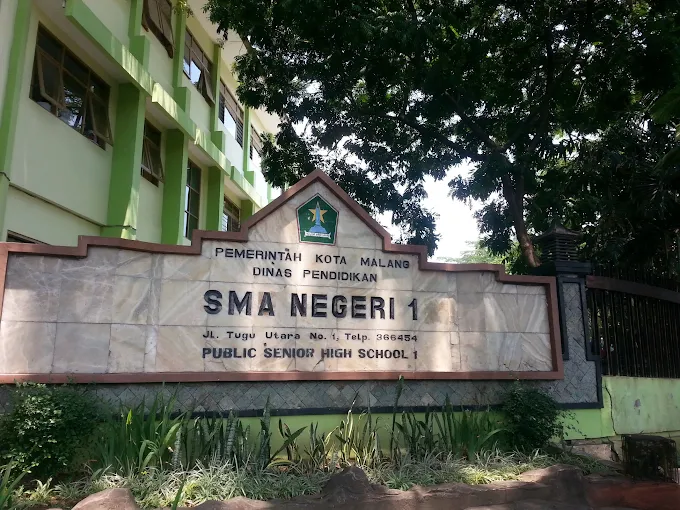 PEMERINTAH KOTA MALANG
DINAS PENDIDIKAN
SMA NEGERI 1
JL. TUGU UTARA NO. 1, TELP. 366454
PUBLIC SENIOR HIGH SCHOOL 1